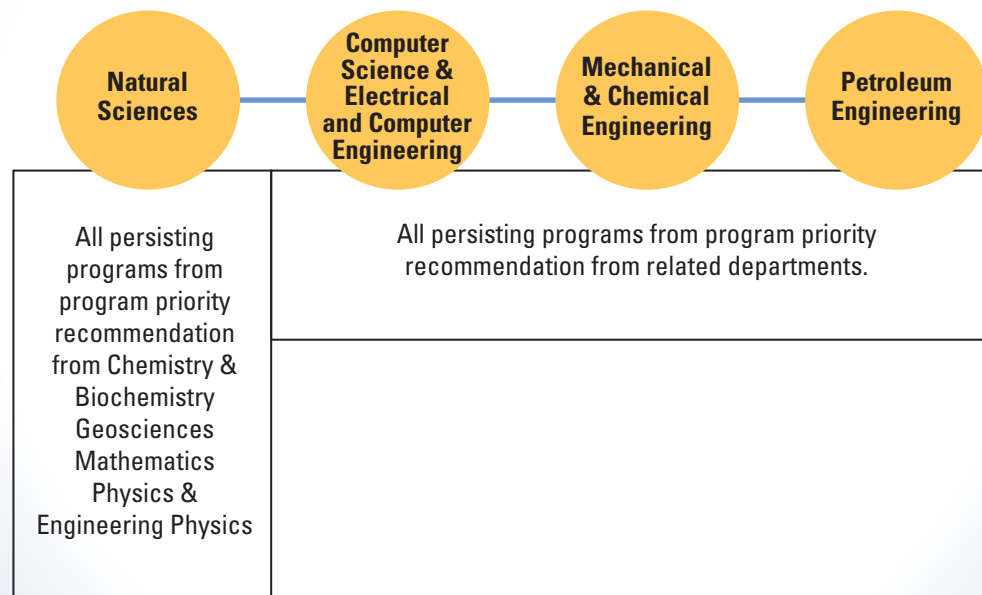 Natural
Sciences
Computer
Science &
Electrical
and Computer
Engineering
Mechanical
& Chemical
Engineering
Petroleum
Engineering
All persisting
programs from
program priority
recommendation
from Chemistry &
Biochemistry
Geosciences
Mathematics
Physics &
Engineering Physics
All persisting programs from program priority
recommendation from related departments.